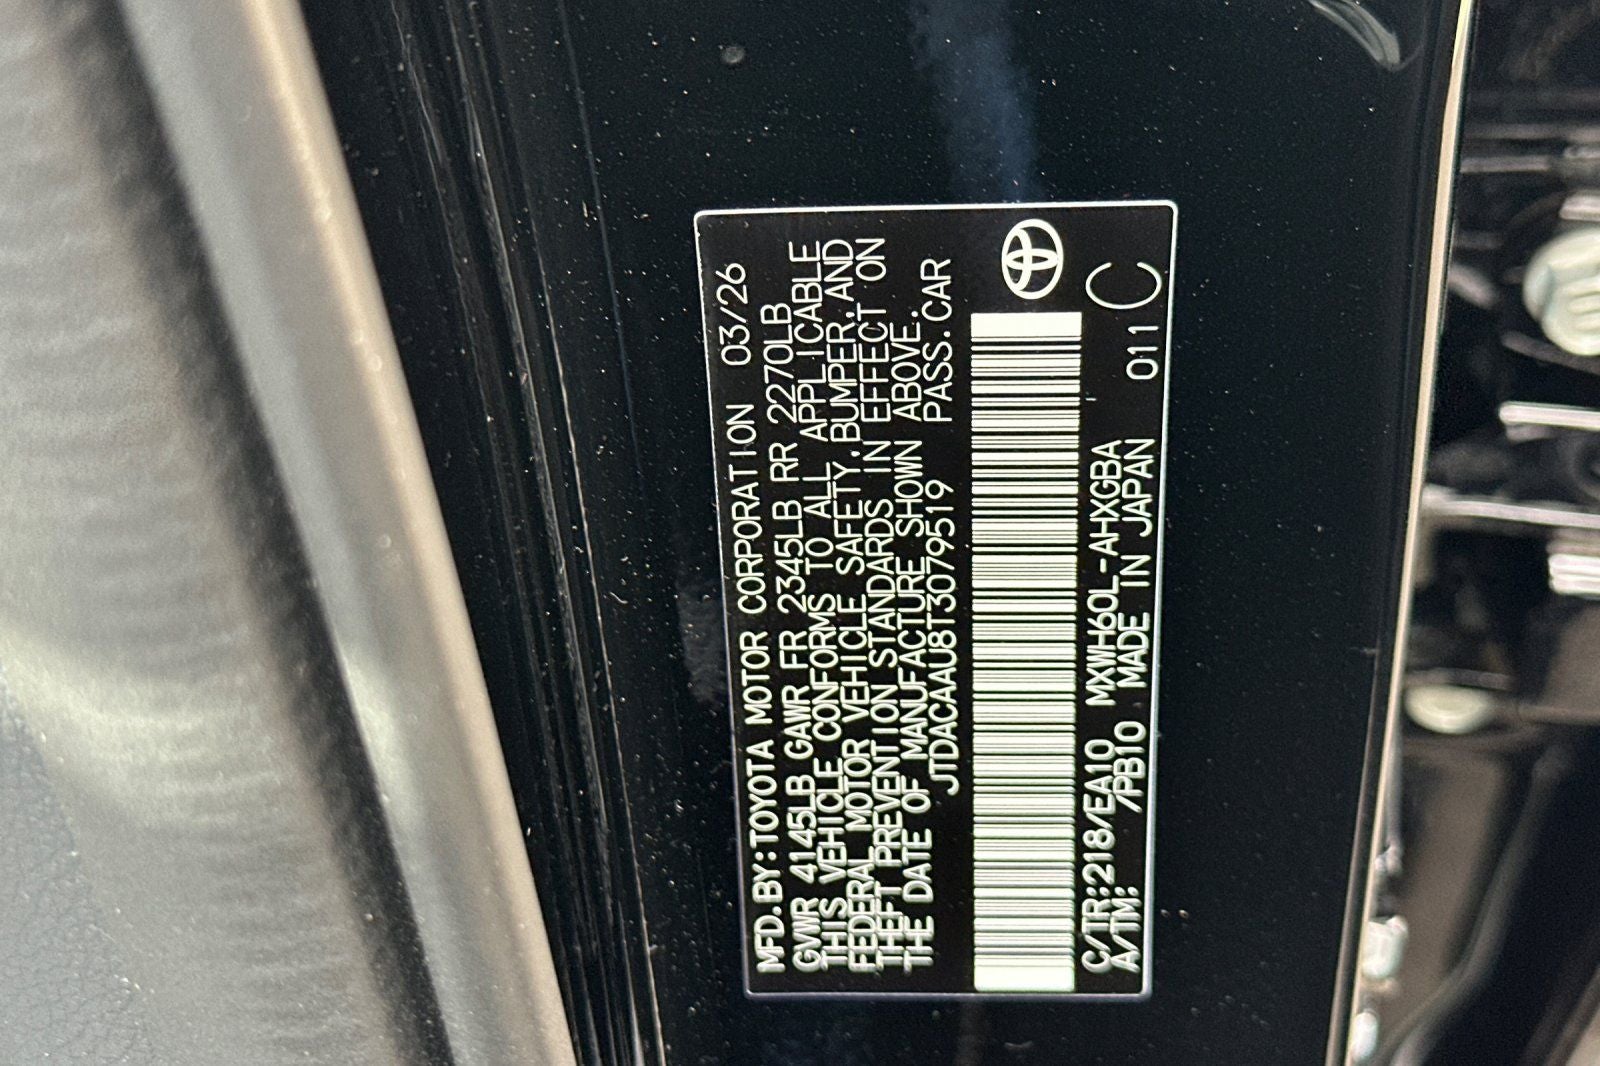 MFD.BY:TOYOTA MOTOR CORPORATION 03/26
GVWR 4145LB GAWR FR 2345LB RR 2270LB
THIS VEHICLE CONFORMS TO ALL APPLICABLE
FEDERAL MOTOR VEHICLE SAFETY,BUMPER,AND
THEFT PREVENTION STANDARDS IN EFFECT ON
THE DATE OF MANUFACTURE SHOWN ABOVE.
JTDACAAU8T3079519 PASS.CAR
C/TR:218/EA10 MXWH60L-AHXGBA
A/TM: /PB10 MADE IN JAPAN 011 C